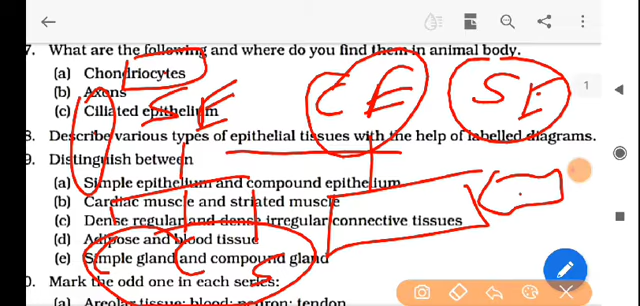 7. What are the following and where do you find them in animal body.
(a) Chondriocytes
(b) Axons
(c) Ciliated epithelium
8. Describe various types of epithelial tissues with the help of labelled diagrams.
9. Distinguish between
(a) Simple epithelium and compound epithelium
(b) Cardiac muscle and striated muscle
(c) Dense regular and dense irregular connective tissues
(d) Adipose and blood tissue
(e) Simple gland and compound gland
0. Mark the odd one in each series:
(a) Areolar tissue; blood; neuron; tendon
C E
S E
E
C
S
1